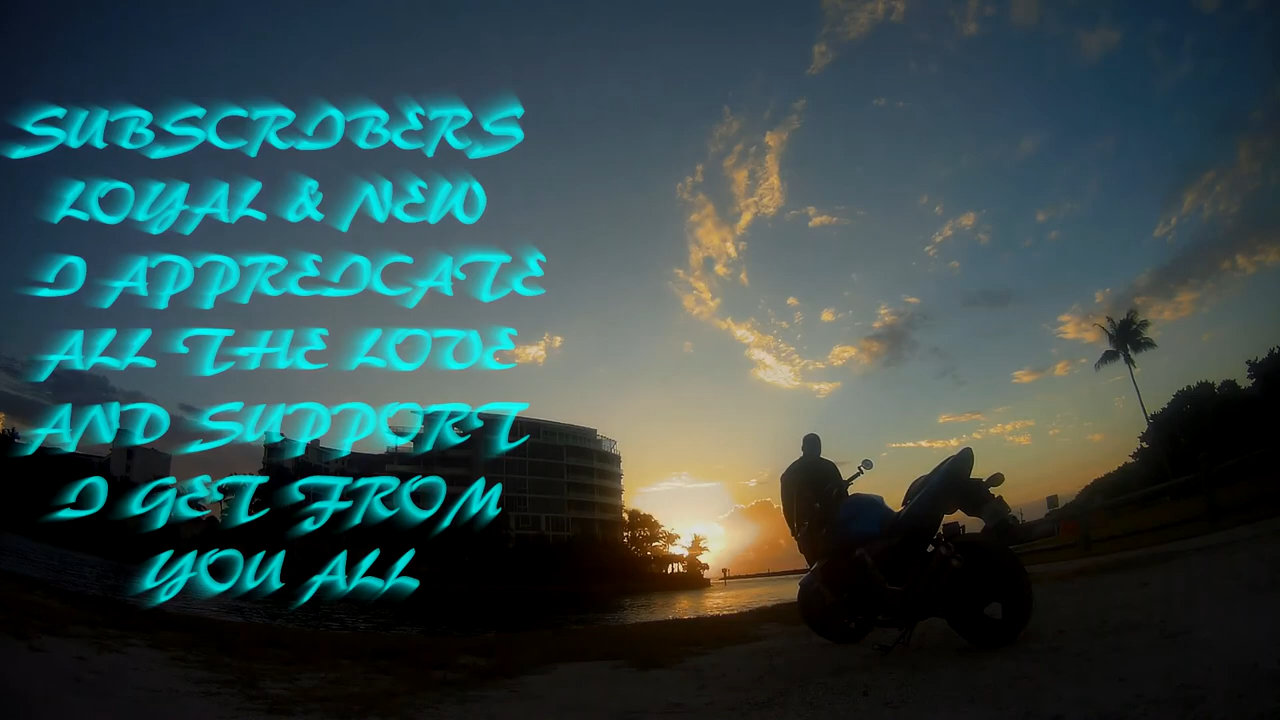 SUBSCRIBERS
LOYAL & NEW
I APPREICATE
ALL THE LOVE
AND SUPPORT
I GET FROM
YOU ALL